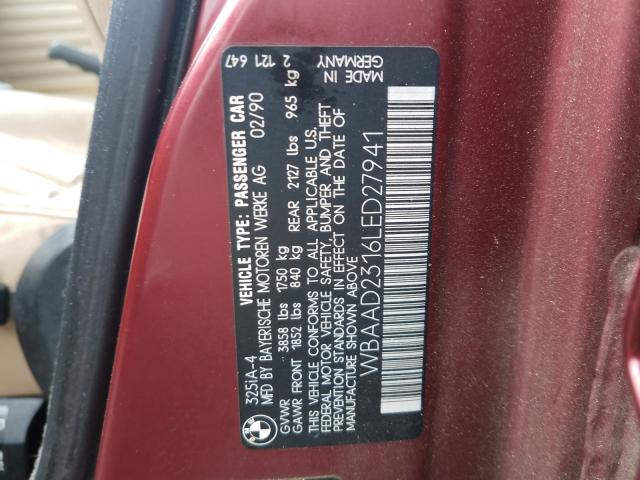 325iA-4
VEHICLE TYPE: PASSENGER CAR
MFD BY BAYERISCHE MOTOREN WERKE AG 02/90
GVWR 3858 lbs 1750 kg
GAWR FRONT 1852 lbs 840 kg REAR 2127 lbs 965 kg
THIS VEHICLE CONFORMS TO ALL APPLICABLE U.S.
FEDERAL MOTOR VEHICLE SAFETY, BUMPER AND THEFT
PREVENTION STANDARDS IN EFFECT ON THE DATE OF
MANUFACTURE SHOWN ABOVE
WBAAD2316LED27941
2 121 647
MADE IN
GERMANY
BMW